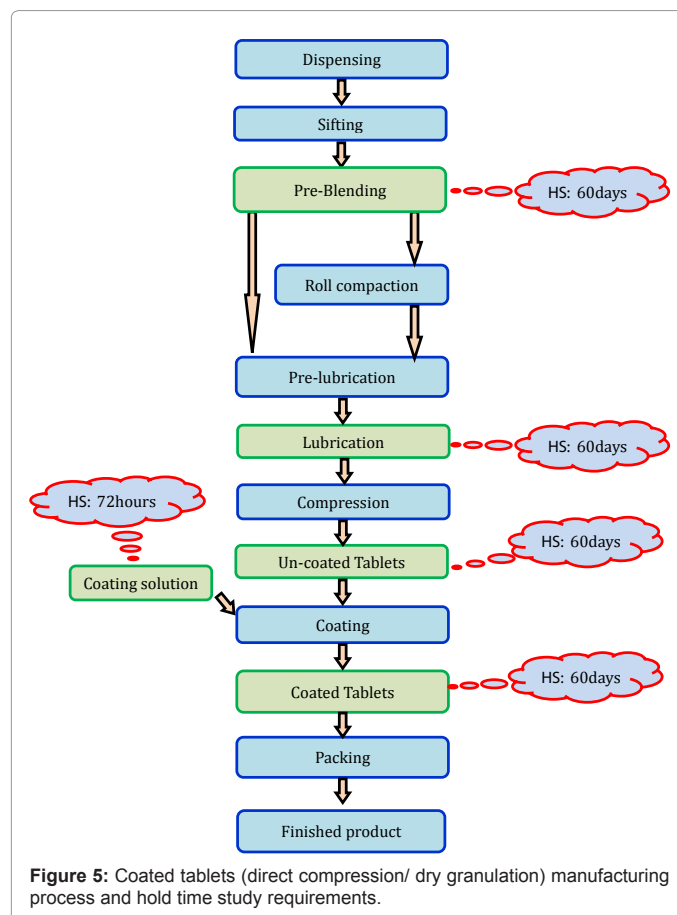 Dispensing
Sifting
Pre-Blending
HS: 60days
Roll compaction
Pre-lubrication
Lubrication
HS: 60days
HS: 72hours
Compression
Un-coated Tablets
HS: 60days
Coating solution
Coating
Coated Tablets
HS: 60days
Packing
Finished product
Figure 5: Coated tablets (direct compression/ dry granulation) manufacturing
process and hold time study requirements.